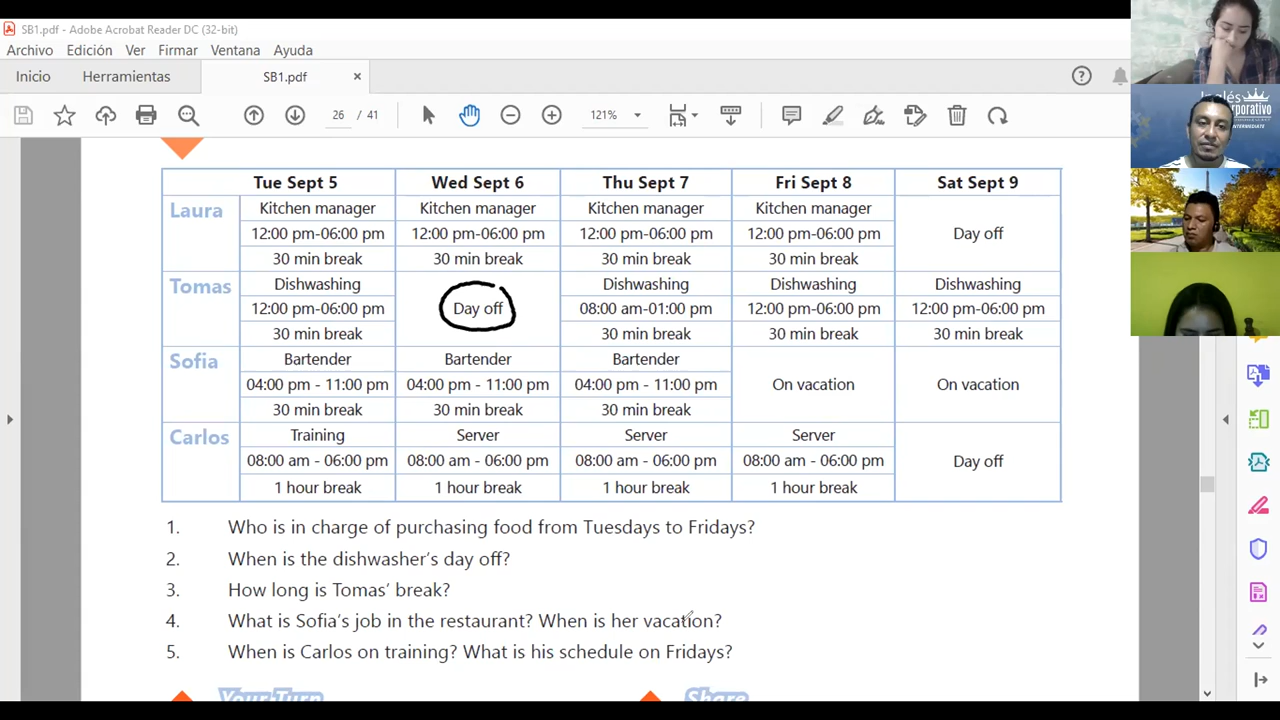 SB1.pdf - Adobe Acrobat Reader DC (32-bit)
Archivo Edición Ver Firmar Ventana Ayuda
Inicio Herramientas SB1.pdf ×
26 / 41 121%
Tue Sept 5 Wed Sept 6 Thu Sept 7 Fri Sept 8 Sat Sept 9
Laura Kitchen manager Kitchen manager Kitchen manager Kitchen manager
12:00 pm-06:00 pm 12:00 pm-06:00 pm 12:00 pm-06:00 pm 12:00 pm-06:00 pm Day off
30 min break 30 min break 30 min break 30 min break
Tomas Dishwashing Dishwashing Dishwashing Dishwashing
12:00 pm-06:00 pm Day off 08:00 am-01:00 pm 12:00 pm-06:00 pm 12:00 pm-06:00 pm
30 min break 30 min break 30 min break 30 min break
Sofia Bartender Bartender Bartender
04:00 pm - 11:00 pm 04:00 pm - 11:00 pm 04:00 pm - 11:00 pm On vacation On vacation
30 min break 30 min break 30 min break
Carlos Training Server Server Server
08:00 am - 06:00 pm 08:00 am - 06:00 pm 08:00 am - 06:00 pm 08:00 am - 06:00 pm Day off
1 hour break 1 hour break 1 hour break 1 hour break
1. Who is in charge of purchasing food from Tuesdays to Fridays?
2. When is the dishwasher's day off?
3. How long is Tomas' break?
4. What is Sofia's job in the restaurant? When is her vacation?
5. When is Carlos on training? What is his schedule on Fridays?
Your Turn Share